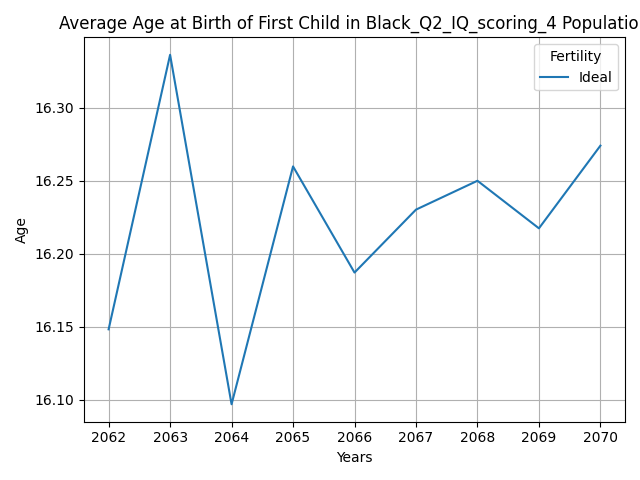 Average Age at Birth of First Child in Black_Q2_IQ_scoring_4 Populatio
Fertility
Ideal
16.30
16.25
16.20
16.15
16.10
Age
2062 2063 2064 2065 2066 2067 2068 2069 2070
Years